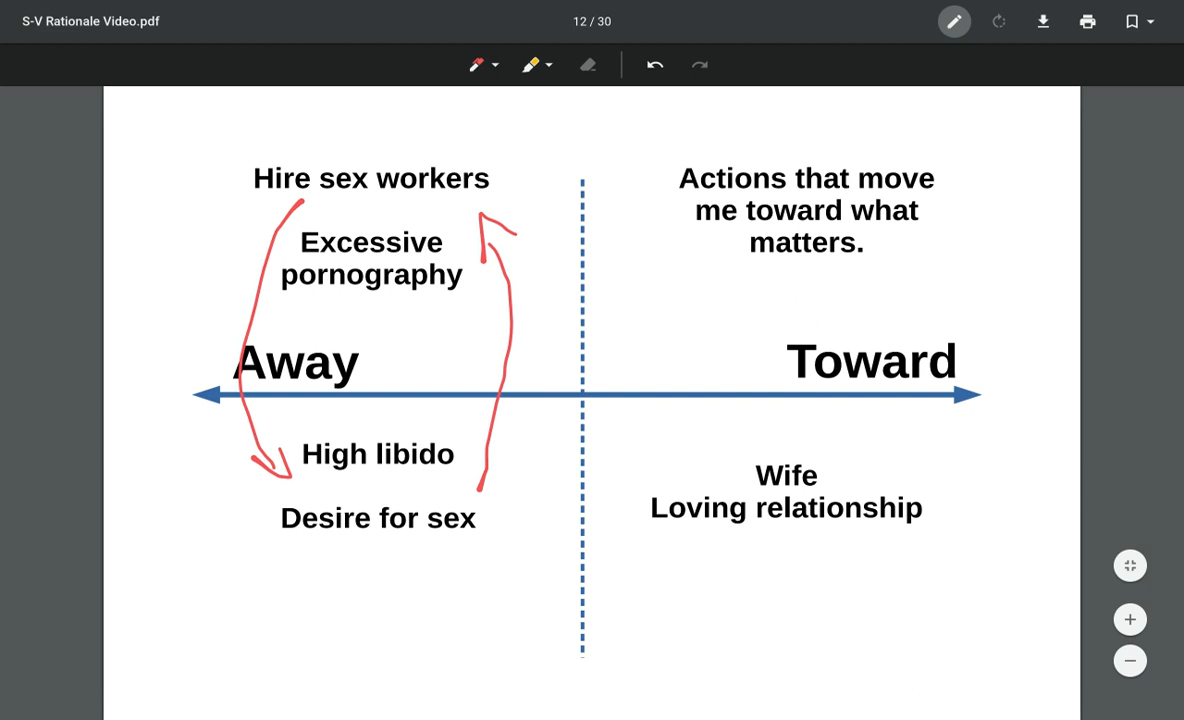 S-V Rationale Video.pdf
12 / 30
Hire sex workers
Excessive
pornography
Away
High libido
Desire for sex
Actions that move
me toward what
matters.
Toward
Wife
Loving relationship